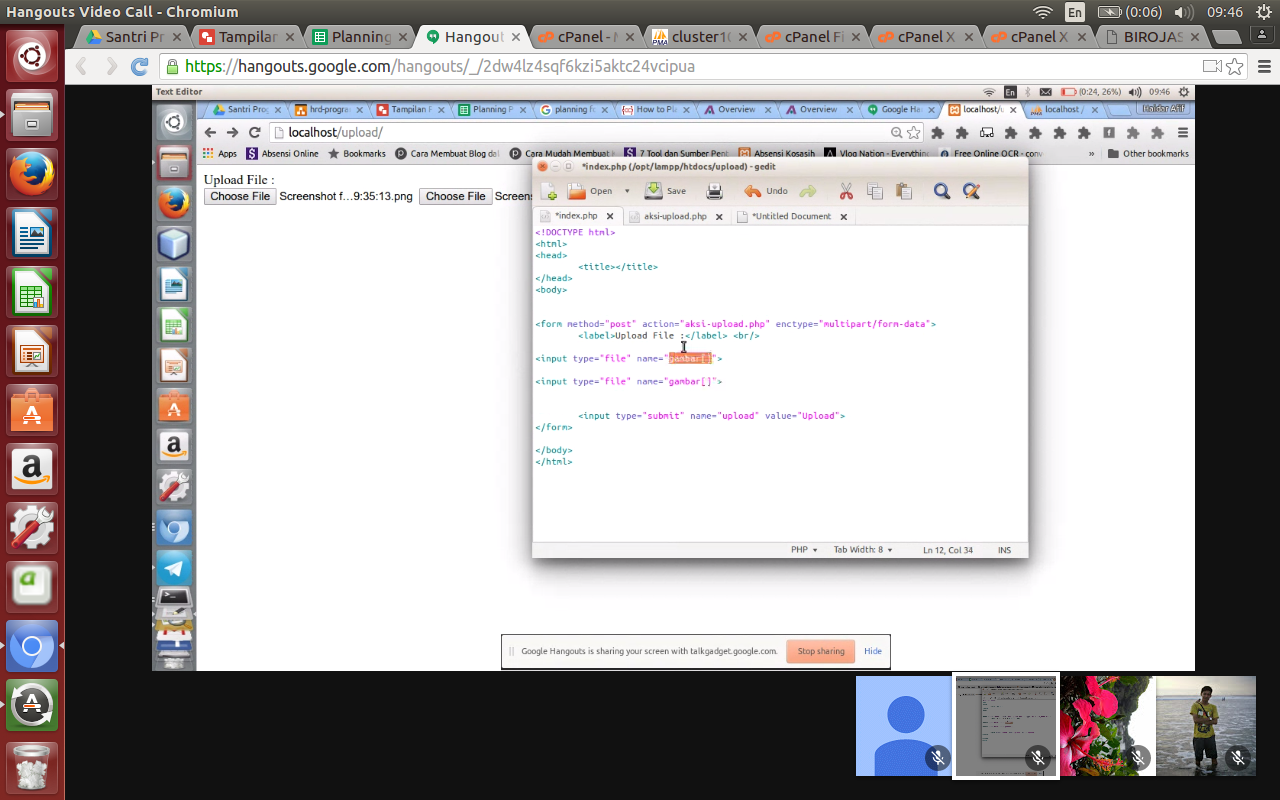 Hangouts Video Call - Chromium
En
(0:06)
09:46
Santri Pr
Tampilan
Planning
Hangout
cPanel - M
cluster10
cPanel Fi
cPanel X
cPanel X
BIROJAS
https://hangouts.google.com/hangouts/_/2dw4lz4sqf6kzi5aktc24vcipua
Text Editor
En
(0:24, 26%)
09:46
Santri Prog
hrd-program
Tampilan F
Planning P
planning fo
How to Pla
Overview
Overview
Google Ha
localhost/u
localhost /
Haidar Afif
localhost/upload/
Apps
Absensi Online
Bookmarks
Cara Membuat Blog dal
Cara Mudah Membuat
7 Tool dan Sumber Pent
Absensi Kosasih
Vlog Nation - Everythin
Free Online OCR - conv
»
Other bookmarks
Upload File :
Choose File
Screenshot f...9:35:13.png
Choose File
Screens
*index.php (/opt/lampp/htdocs/upload) - gedit
Open
Save
Undo
*index.php
aksi-upload.php
*Untitled Document
<!DOCTYPE html>
<html>
<head>
<title></title>
</head>
<body>
<form method="post" action="aksi-upload.php" enctype="multipart/form-data">
<label>Upload File :</label> <br/>
<input type="file" name="gambar[]">
<input type="file" name="gambar[]">
<input type="submit" name="upload" value="Upload">
</form>
</body>
</html>
PHP
Tab Width: 8
Ln 12, Col 34
INS
Google Hangouts is sharing your screen with talkgadget.google.com.
Stop sharing
Hide